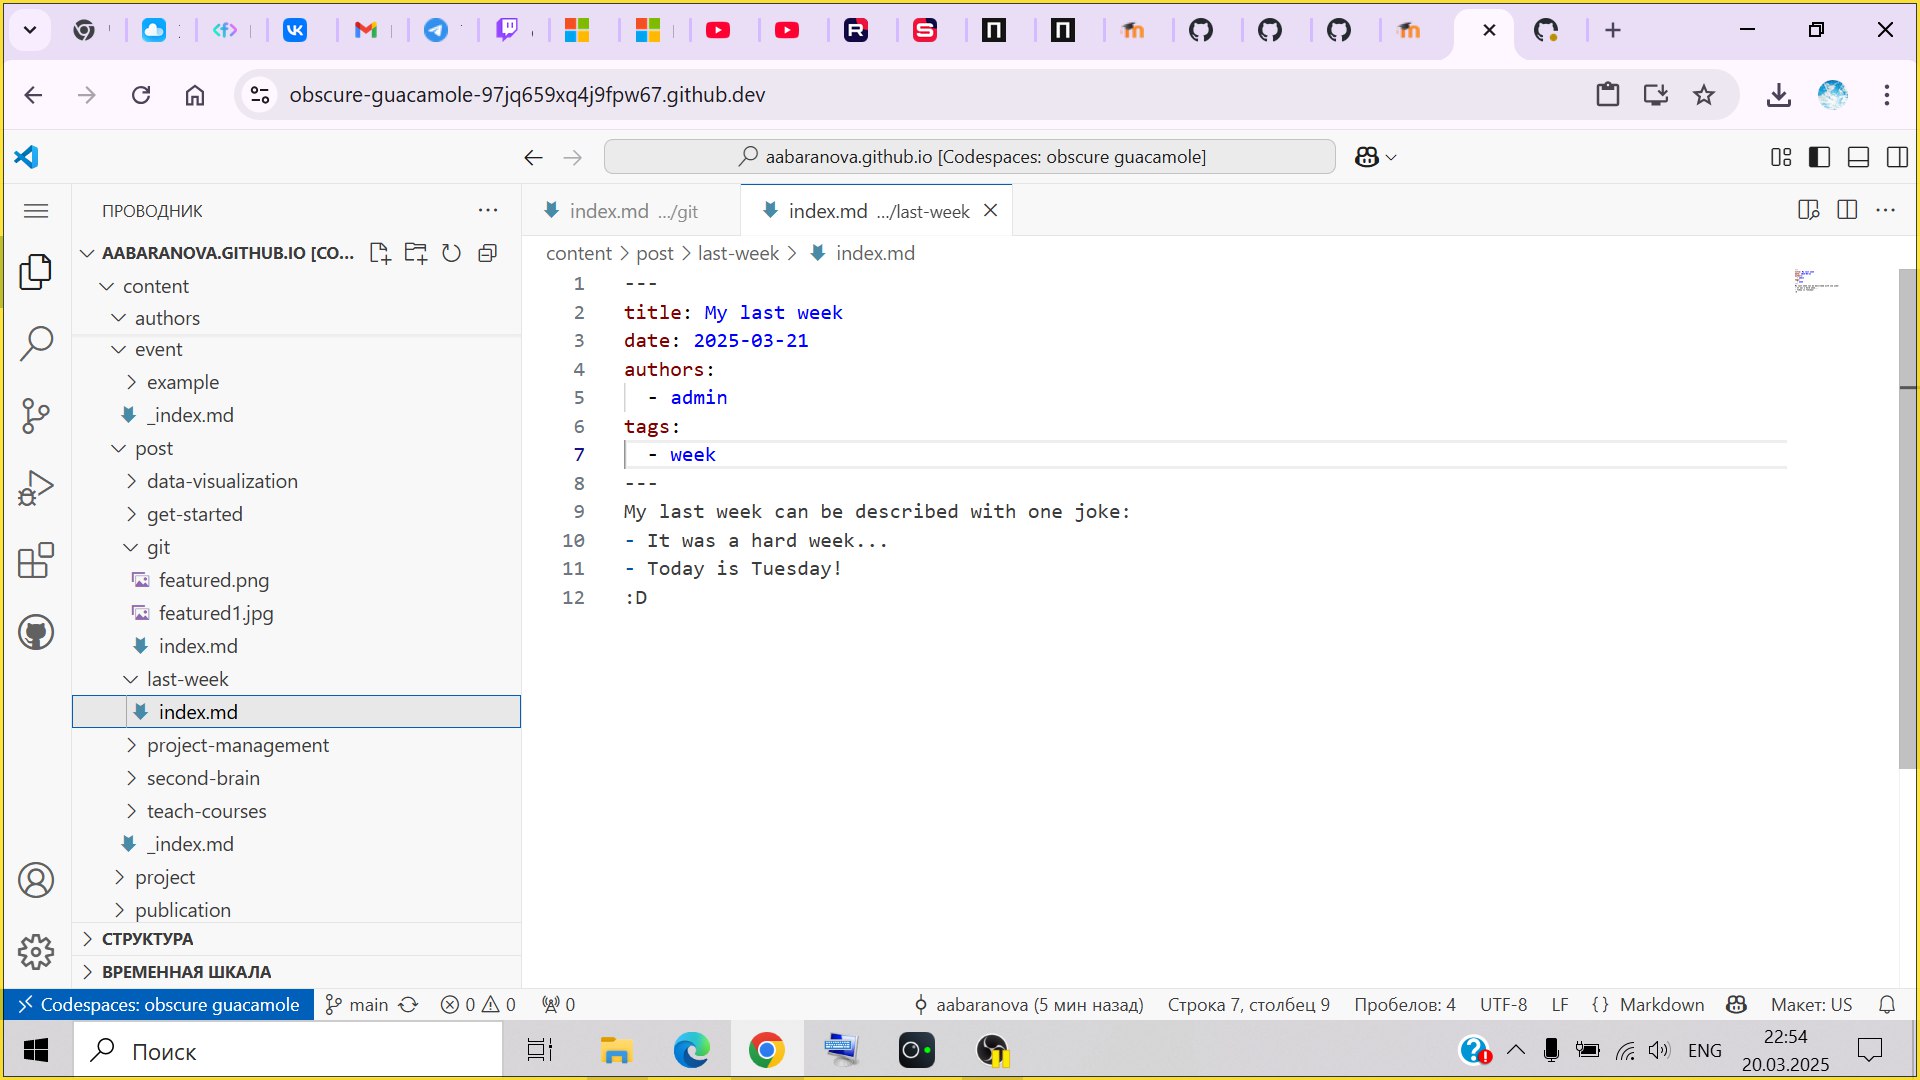 obscure-guacamole-97jq659xq4j9fpw67.github.dev
aabaranova.github.io [Codespaces: obscure guacamole]
ПРОВОДНИК
AABARANOVA.GITHUB.IO [CO...
content
authors
event
example
_index.md
post
data-visualization
get-started
git
featured.png
featured1.jpg
index.md
last-week
index.md
project-management
second-brain
teach-courses
_index.md
project
publication
СТРУКТУРА
ВРЕМЕННАЯ ШКАЛА
index.md .../git
index.md .../last-week
content > post > last-week > index.md
1 ---
2 title: My last week
3 date: 2025-03-21
4 authors:
5 - admin
6 tags:
7 - week
8 ---
9 My last week can be described with one joke:
10 - It was a hard week...
11 - Today is Tuesday!
12 :D
Codespaces: obscure guacamole main 0 0 0 aabaranova (5 мин назад) Строка 7, столбец 9 Пробелов: 4 UTF-8 LF {} Markdown Макет: US
Поиск
ENG
22:54
20.03.2025